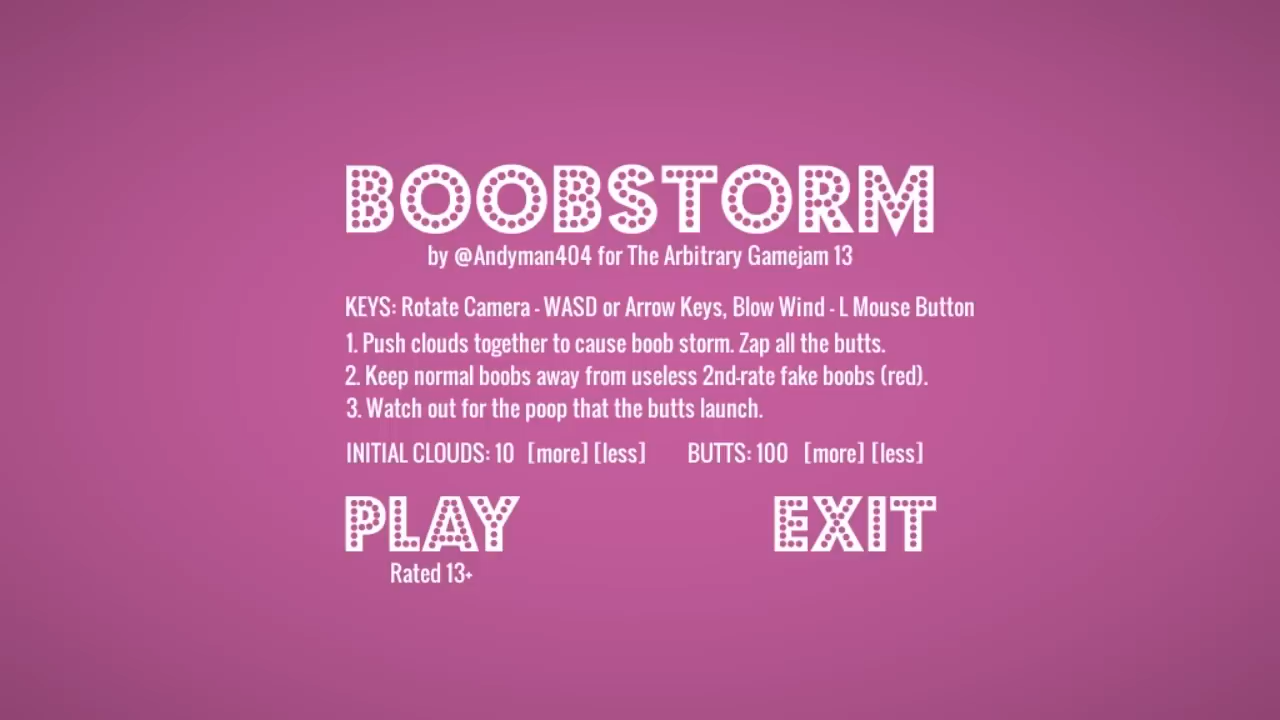 BOOBSTORM
by @Andyman404 for The Arbitrary Gamejam 13
KEYS: Rotate Camera - WASD or Arrow Keys, Blow Wind - L Mouse Button
1. Push clouds together to cause boob storm. Zap all the butts.
2. Keep normal boobs away from useless 2nd-rate fake boobs (red).
3. Watch out for the poop that the butts launch.
INITIAL CLOUDS: 10 [more] [less] BUTTS: 100 [more] [less]
PLAY EXIT
Rated 13+